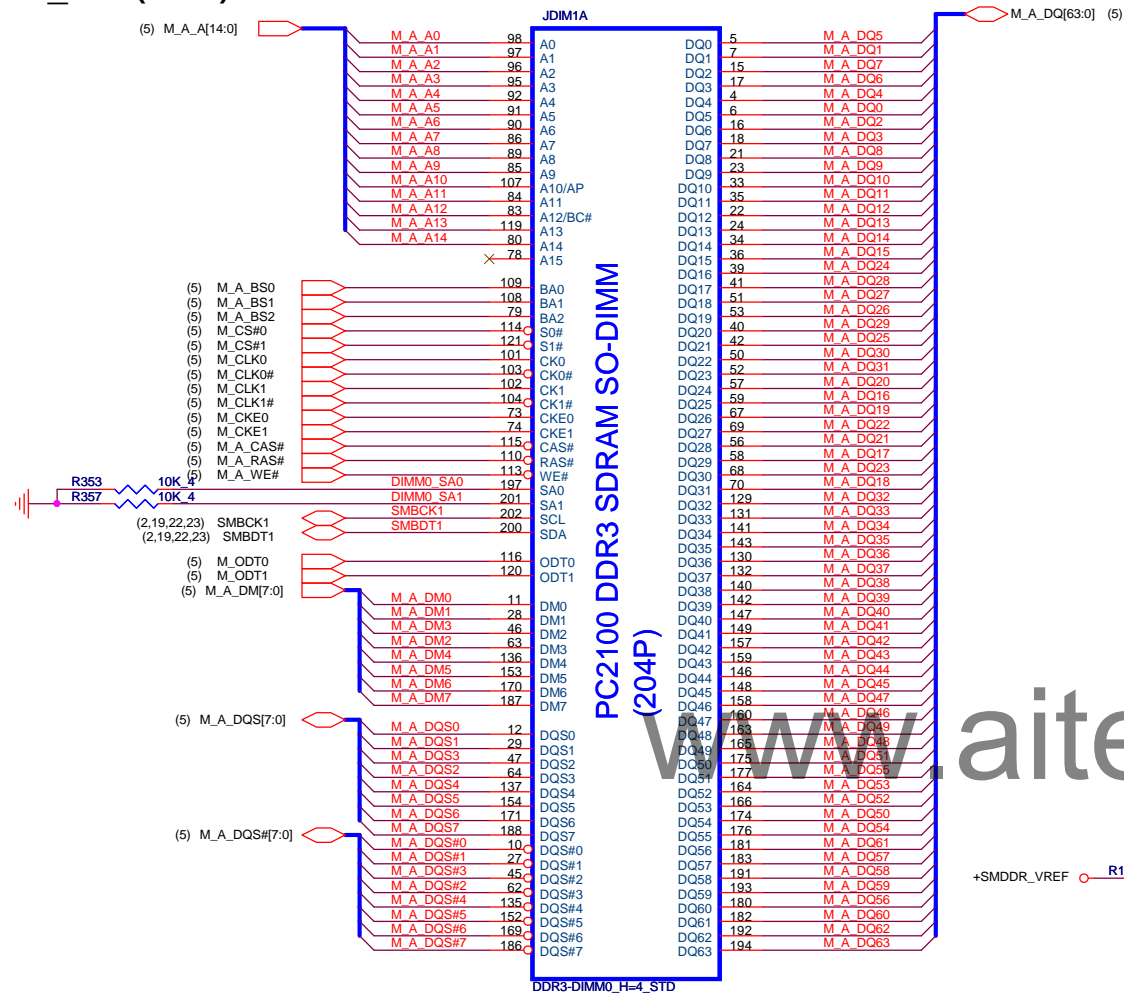 JDIM1A
(5) M_A_A[14:0]
M_A_DQ[63:0] (5)
M_A_A0 98 A0 DQ0 5 M_A_DQ5
M_A_A1 97 A1 DQ1 7 M_A_DQ1
M_A_A2 96 A2 DQ2 15 M_A_DQ7
M_A_A3 95 A3 DQ3 17 M_A_DQ6
M_A_A4 92 A4 DQ4 4 M_A_DQ4
M_A_A5 91 A5 DQ5 6 M_A_DQ0
M_A_A6 90 A6 DQ6 16 M_A_DQ2
M_A_A7 86 A7 DQ7 18 M_A_DQ3
M_A_A8 89 A8 DQ8 21 M_A_DQ8
M_A_A9 85 A9 DQ9 23 M_A_DQ9
M_A_A10 107 A10/AP DQ10 33 M_A_DQ10
M_A_A11 84 A11 DQ11 35 M_A_DQ11
M_A_A12 83 A12/BC# DQ12 22 M_A_DQ12
M_A_A13 119 A13 DQ13 24 M_A_DQ13
M_A_A14 80 A14 DQ14 34 M_A_DQ14
78 A15 DQ15 36 M_A_DQ15
DQ16 39 M_A_DQ24
(5) M_A_BS0 109 BA0 DQ17 41 M_A_DQ28
(5) M_A_BS1 108 BA1 DQ18 51 M_A_DQ27
(5) M_A_BS2 79 BA2 DQ19 53 M_A_DQ26
(5) M_CS#0 114 S0# DQ20 40 M_A_DQ29
(5) M_CS#1 121 S1# DQ21 42 M_A_DQ25
(5) M_CLK0 101 CK0 DQ22 50 M_A_DQ30
(5) M_CLK0# 103 CK0# DQ23 52 M_A_DQ31
(5) M_CLK1 102 CK1 DQ24 57 M_A_DQ20
(5) M_CLK1# 104 CK1# DQ25 59 M_A_DQ16
(5) M_CKE0 73 CKE0 DQ26 67 M_A_DQ19
(5) M_CKE1 74 CKE1 DQ27 69 M_A_DQ22
(5) M_A_CAS# 115 CAS# DQ28 56 M_A_DQ21
(5) M_A_RAS# 110 RAS# DQ29 58 M_A_DQ17
(5) M_A_WE# 113 WE# DQ30 68 M_A_DQ23
R353 10K_4 DIMM0_SA0 197 SA0 DQ31 70 M_A_DQ18
R357 10K_4 DIMM0_SA1 201 SA1 DQ32 129 M_A_DQ32
(2,19,22,23) SMBCK1 SMBCK1 202 SCL DQ33 131 M_A_DQ33
(2,19,22,23) SMBDT1 SMBDT1 200 SDA DQ34 141 M_A_DQ34
DQ35 143 M_A_DQ35
(5) M_ODT0 116 ODT0 DQ36 130 M_A_DQ36
(5) M_ODT1 120 ODT1 DQ37 132 M_A_DQ37
(5) M_A_DM[7:0] DQ38 140 M_A_DQ38
M_A_DM0 11 DM0 DQ39 142 M_A_DQ39
M_A_DM1 28 DM1 DQ40 147 M_A_DQ40
M_A_DM3 46 DM2 DQ41 149 M_A_DQ41
M_A_DM2 63 DM3 DQ42 157 M_A_DQ42
M_A_DM4 136 DM4 DQ43 159 M_A_DQ43
M_A_DM5 153 DM5 DQ44 146 M_A_DQ44
M_A_DM6 170 DM6 DQ45 148 M_A_DQ45
M_A_DM7 187 DM7 DQ46 158 M_A_DQ47
(5) M_A_DQS[7:0] DQ47 160 M_A_DQ46
M_A_DQS0 12 DQS0 DQ48 163 M_A_DQ49
M_A_DQS1 29 DQS1 DQ49 165 M_A_DQ48
M_A_DQS3 47 DQS2 DQ50 175 M_A_DQ51
M_A_DQS2 64 DQS3 DQ51 177 M_A_DQ55
M_A_DQS4 137 DQS4 DQ52 164 M_A_DQ53
M_A_DQS5 154 DQS5 DQ53 166 M_A_DQ52
M_A_DQS6 171 DQS6 DQ54 174 M_A_DQ50
M_A_DQS7 188 DQS7 DQ55 176 M_A_DQ54
(5) M_A_DQS#[7:0]
M_A_DQS#0 10 DQS#0 DQ56 181 M_A_DQ61
M_A_DQS#1 27 DQS#1 DQ57 183 M_A_DQ57
M_A_DQS#3 45 DQS#2 DQ58 191 M_A_DQ58
M_A_DQS#2 62 DQS#3 DQ59 193 M_A_DQ59
M_A_DQS#4 135 DQS#4 DQ60 180 M_A_DQ56
M_A_DQS#5 152 DQS#5 DQ61 182 M_A_DQ60
M_A_DQS#6 169 DQS#6 DQ62 192 M_A_DQ62
M_A_DQS#7 186 DQS#7 DQ63 194 M_A_DQ63
PC2100 DDR3 SDRAM SO-DIMM
(204P)
www.aite
+SMDDR_VREF R1
DDR3-DIMM0_H=4_STD